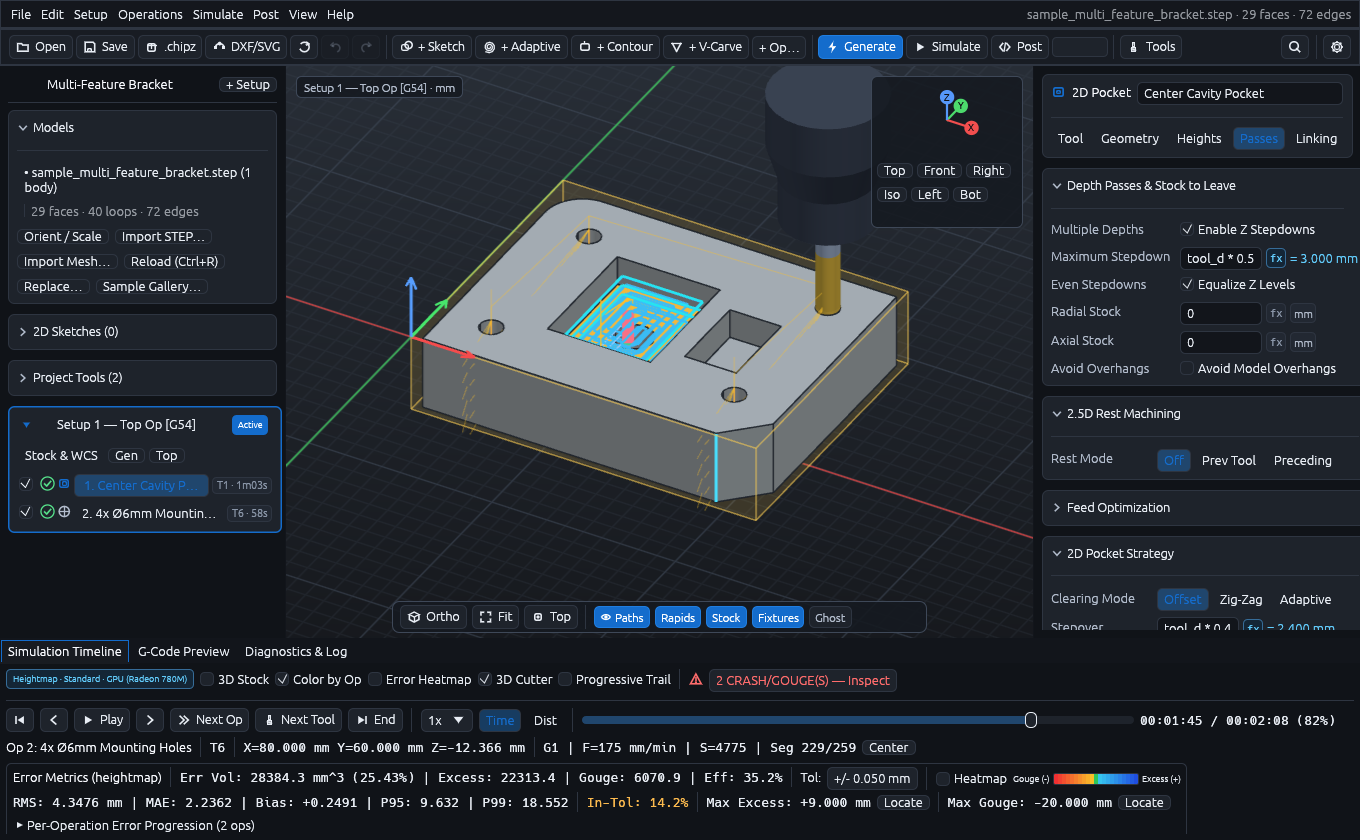 File Edit Setup Operations Simulate Post View Help
sample_multi_feature_bracket.step · 29 faces · 72 edges
Open Save .chipz DXF/SVG + Sketch + Adaptive + Contour + V-Carve + Op… Generate Simulate Post Tools
Multi-Feature Bracket + Setup
Models
• sample_multi_feature_bracket.step (1
body)
29 faces · 40 loops · 72 edges
Orient / Scale Import STEP…
Import Mesh… Reload (Ctrl+R)
Replace… Sample Gallery…
2D Sketches (0)
Project Tools (2)
Setup 1 — Top Op [G54] Active
Stock & WCS Gen Top
1. Center Cavity P… T1 · 1m03s
2. 4x Ø6mm Mountin… T6 · 58s
Setup 1 — Top Op [G54] · mm
Z Y X
Top Front Right
Iso Left Bot
Ortho Fit Top Paths Rapids Stock Fixtures Ghost
2D Pocket Center Cavity Pocket
Tool Geometry Heights Passes Linking
Depth Passes & Stock to Leave
Multiple Depths Enable Z Stepdowns
Maximum Stepdown tool_d * 0.5 fx = 3.000 mm
Even Stepdowns Equalize Z Levels
Radial Stock 0 fx mm
Axial Stock 0 fx mm
Avoid Overhangs Avoid Model Overhangs
2.5D Rest Machining
Rest Mode Off Prev Tool Preceding
Feed Optimization
2D Pocket Strategy
Clearing Mode Offset Zig-Zag Adaptive
Stepover tool_d * 0.4 fx = 2.400 mm
Simulation Timeline G-Code Preview Diagnostics & Log
Heightmap · Standard · GPU (Radeon 780M) 3D Stock Color by Op Error Heatmap 3D Cutter Progressive Trail 2 CRASH/GOUGE(S) — Inspect
Play Next Op Next Tool End 1x Time Dist 00:01:45 / 00:02:08 (82%)
Op 2: 4x Ø6mm Mounting Holes T6 X=80.000 mm Y=60.000 mm Z=-12.366 mm G1 | F=175 mm/min | S=4775 | Seg 229/259 Center
Error Metrics (heightmap) Err Vol: 28384.3 mm^3 (25.43%) | Excess: 22313.4 | Gouge: 6070.9 | Eff: 35.2% Tol: +/- 0.050 mm Heatmap Gouge (-) Excess (+)
RMS: 4.3476 mm | MAE: 2.2362 | Bias: +0.2491 | P95: 9.632 | P99: 18.552 In-Tol: 14.2% Max Excess: +9.000 mm Locate Max Gouge: -20.000 mm Locate
Per-Operation Error Progression (2 ops)